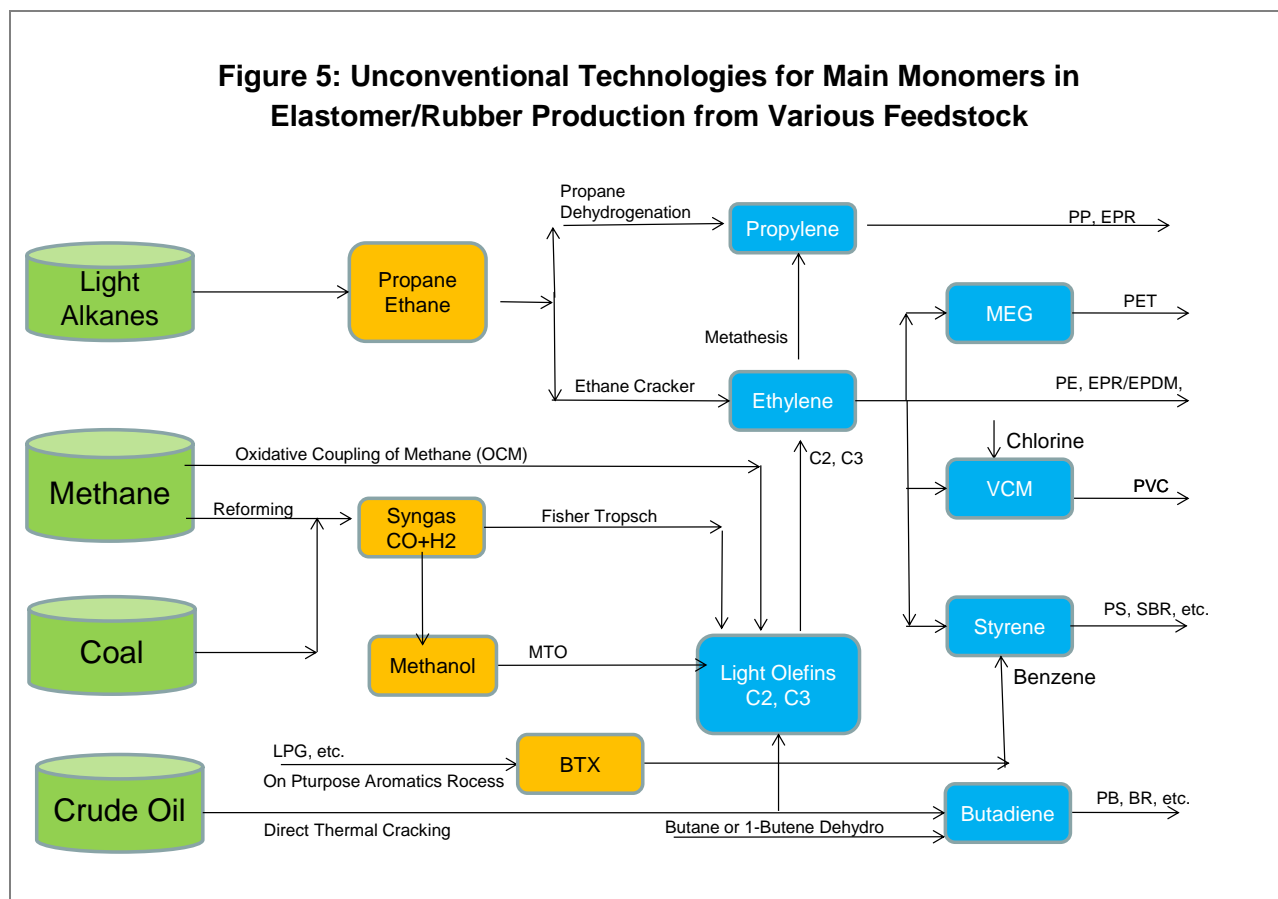 Figure 5: Unconventional Technologies for Main Monomers in
Elastomer/Rubber Production from Various Feedstock
Propane
Dehydrogenation
Propylene
PP, EPR
Light
Alkanes
Propane
Ethane
MEG
PET
Metathesis
Ethane Cracker
Ethylene
PE, EPR/EPDM,
Oxidative Coupling of Methane (OCM)
C2, C3
Chlorine
Methane
Reforming
Syngas
CO+H2
Fisher Tropsch
VCM
PVC
Coal
Methanol
MTO
Light Olefins
C2, C3
Styrene
PS, SBR, etc.
Benzene
LPG, etc.
On Pturpose Aromatics Rocess
BTX
Crude Oil
Direct Thermal Cracking
Butane or 1-Butene Dehydro
Butadiene
PB, BR, etc.